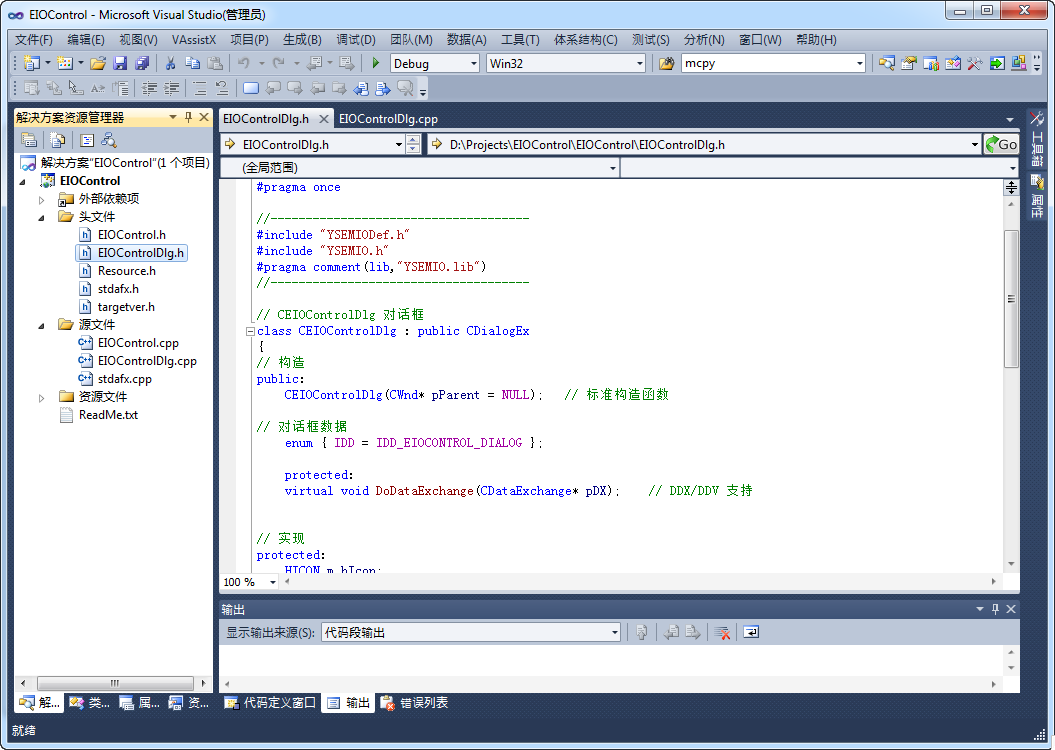 EIOControl - Microsoft Visual Studio(管理员)
文件(F) 编辑(E) 视图(V) VAssistX 项目(P) 生成(B) 调试(D) 团队(M) 数据(A) 工具(T) 体系结构(C) 测试(S) 分析(N) 窗口(W) 帮助(H)
Debug Win32 mcpy
解决方案资源管理器
解决方案"EIOControl"(1 个项目)
EIOControl
外部依赖项
头文件
EIOControl.h
EIOControlDlg.h
Resource.h
stdafx.h
targetver.h
源文件
EIOControl.cpp
EIOControlDlg.cpp
stdafx.cpp
资源文件
ReadMe.txt
解... 类... 属... 资...
EIOControlDlg.h EIOControlDlg.cpp
EIOControlDlg.h D:\Projects\EIOControl\EIOControl\EIOControlDlg.h Go
(全局范围)
#pragma once
//-------------------------------------
#include "YSEMIODef.h"
#include "YSEMIO.h"
#pragma comment(lib,"YSEMIO.lib")
//-------------------------------------
// CEIOControlDlg 对话框
class CEIOControlDlg : public CDialogEx
{
// 构造
public:
CEIOControlDlg(CWnd* pParent = NULL); // 标准构造函数
// 对话框数据
enum { IDD = IDD_EIOCONTROL_DIALOG };
protected:
virtual void DoDataExchange(CDataExchange* pDX); // DDX/DDV 支持
// 实现
protected:
HICON m_hIcon;
100 %
输出
显示输出来源(S): 代码段输出
代码定义窗口 输出 错误列表
工具箱
属性
就绪